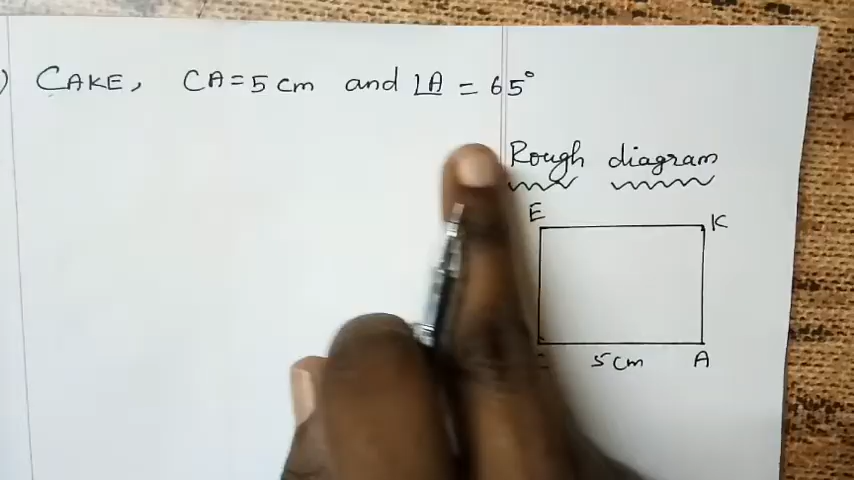 ) CAKE, CA = 5 cm and ∠A = 65°
Rough diagram
E
K
5 cm
A